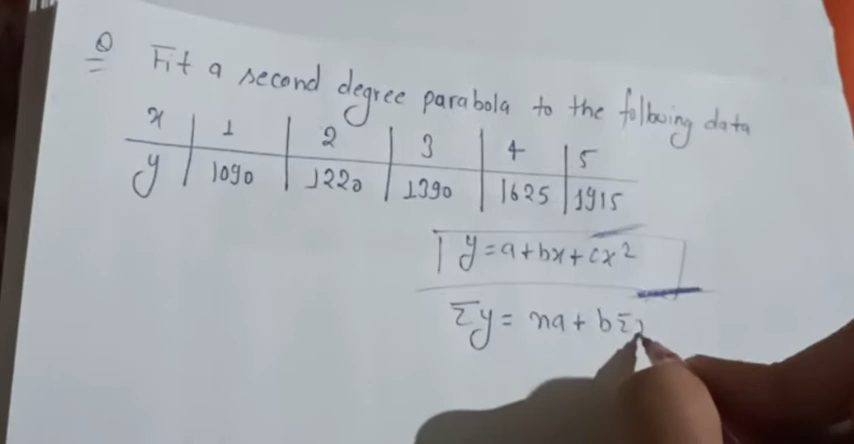 Q Fit a second degree parabola to the following data
x | 1 | 2 | 3 | 4 | 5
y | 1090 | 1220 | 1390 | 1625 | 1915
y = a + bx + cx²
Σy = na + bΣ